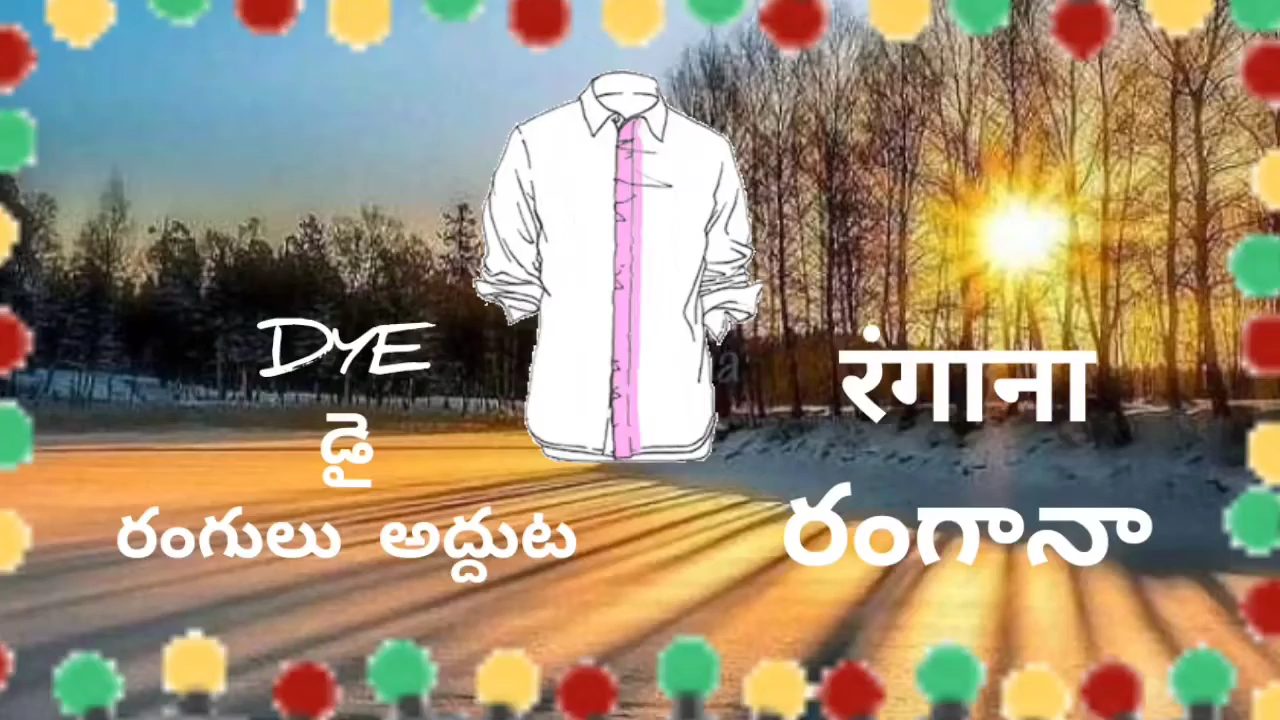 DYE
డై
రంగులు అద్దుట
रंगाना
రంగానా